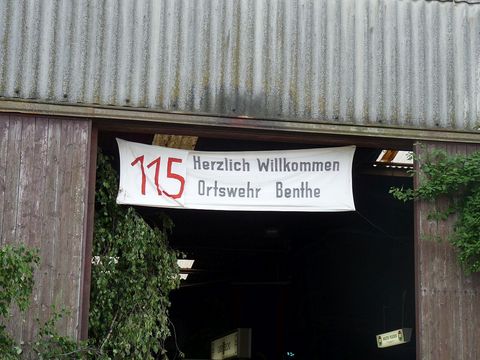 115 Herzlich Willkommen
Ortswehr Benthe